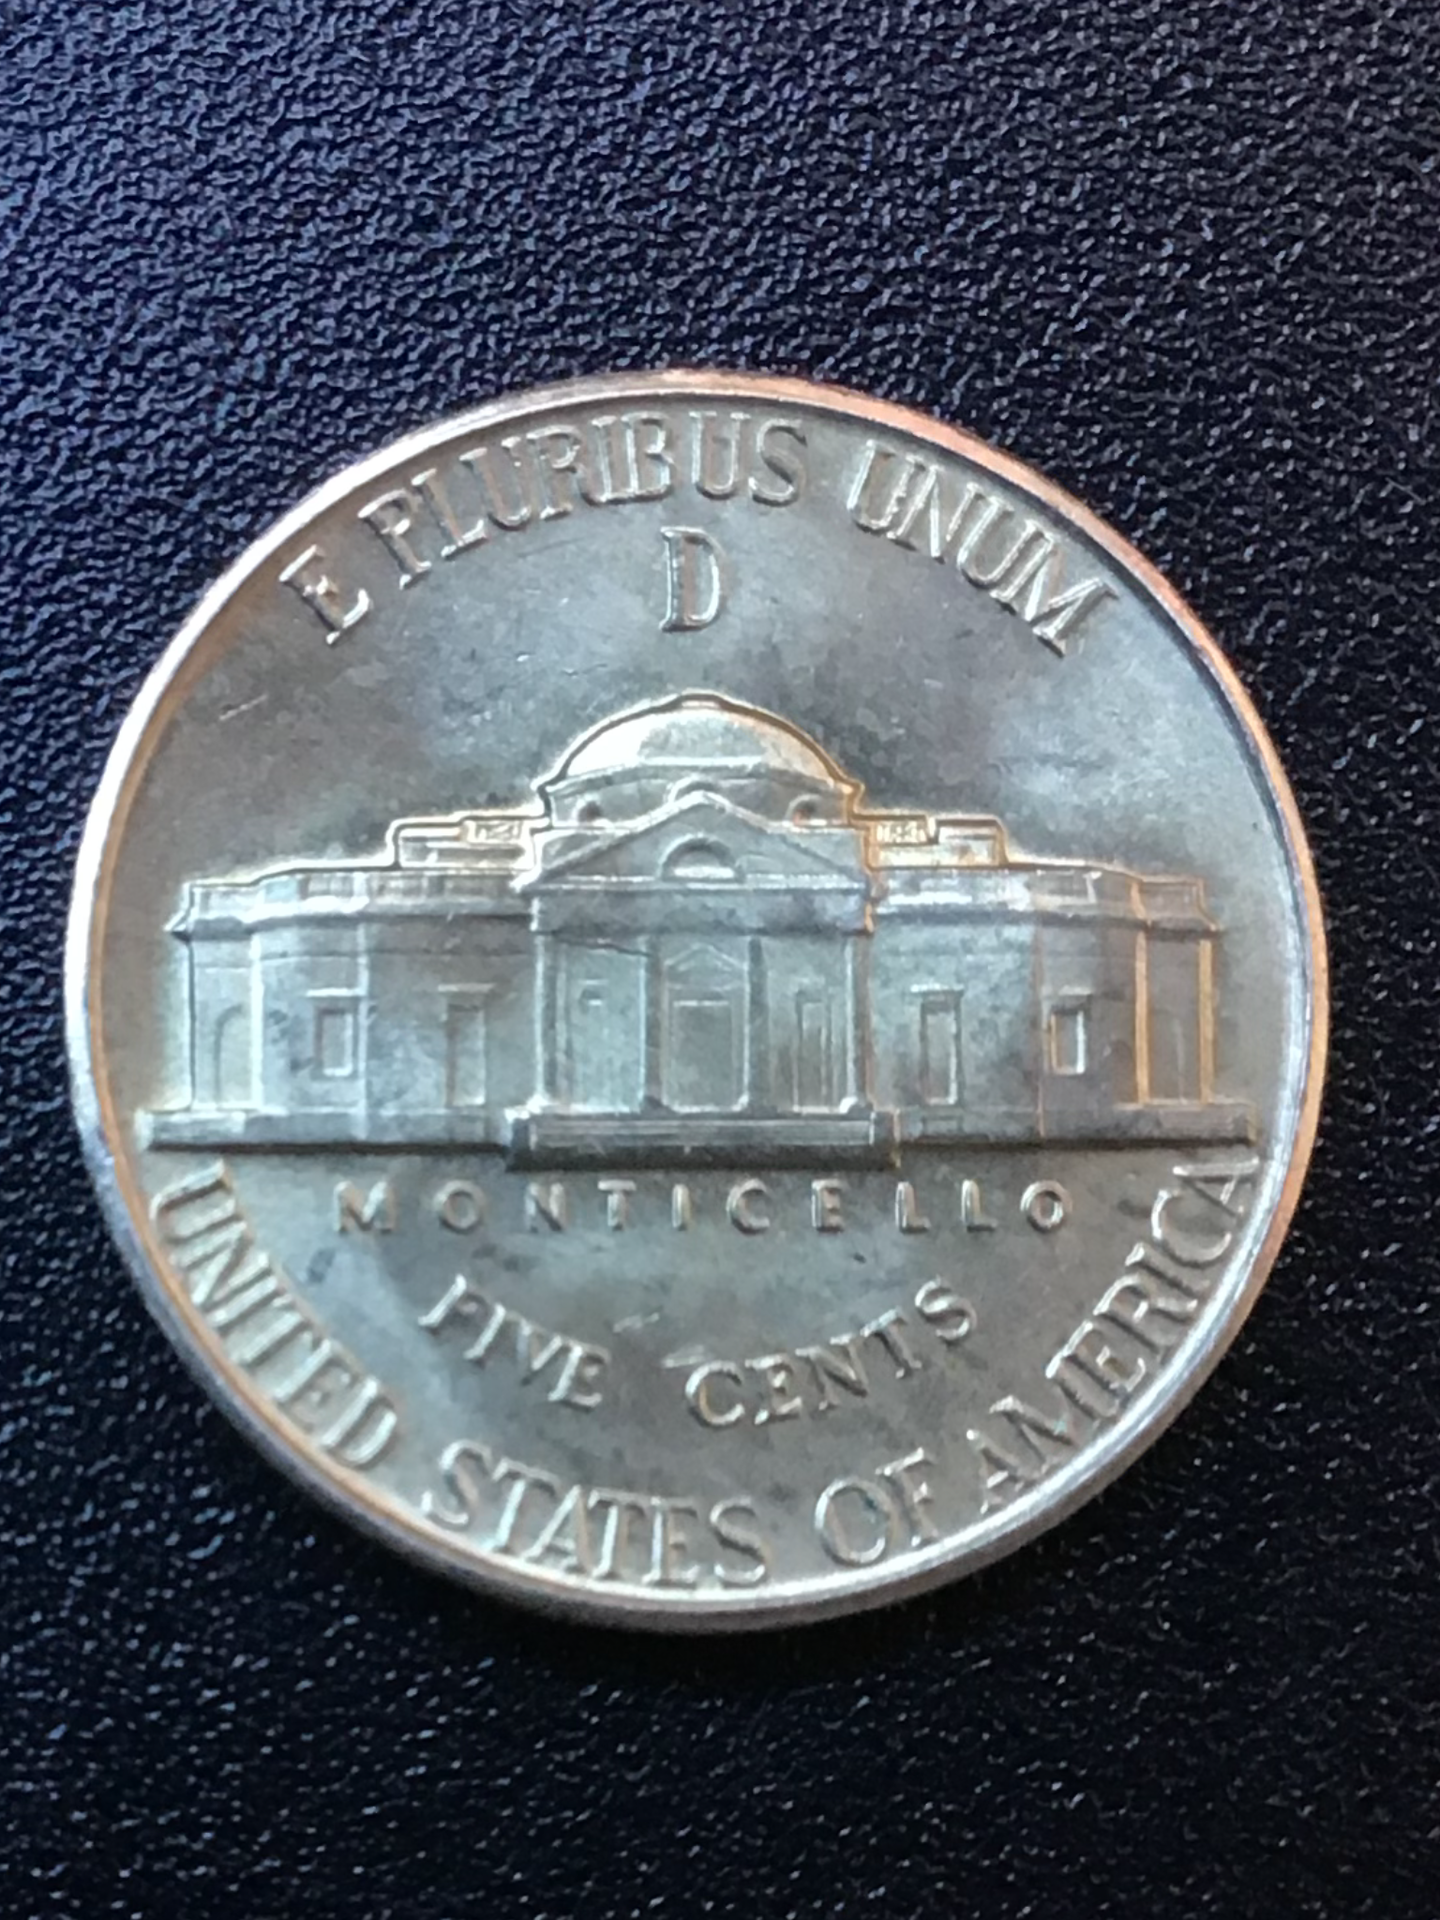 E PLURIBUS UNUM
D
MONTICELLO
FIVE CENTS
UNITED STATES OF AMERICA